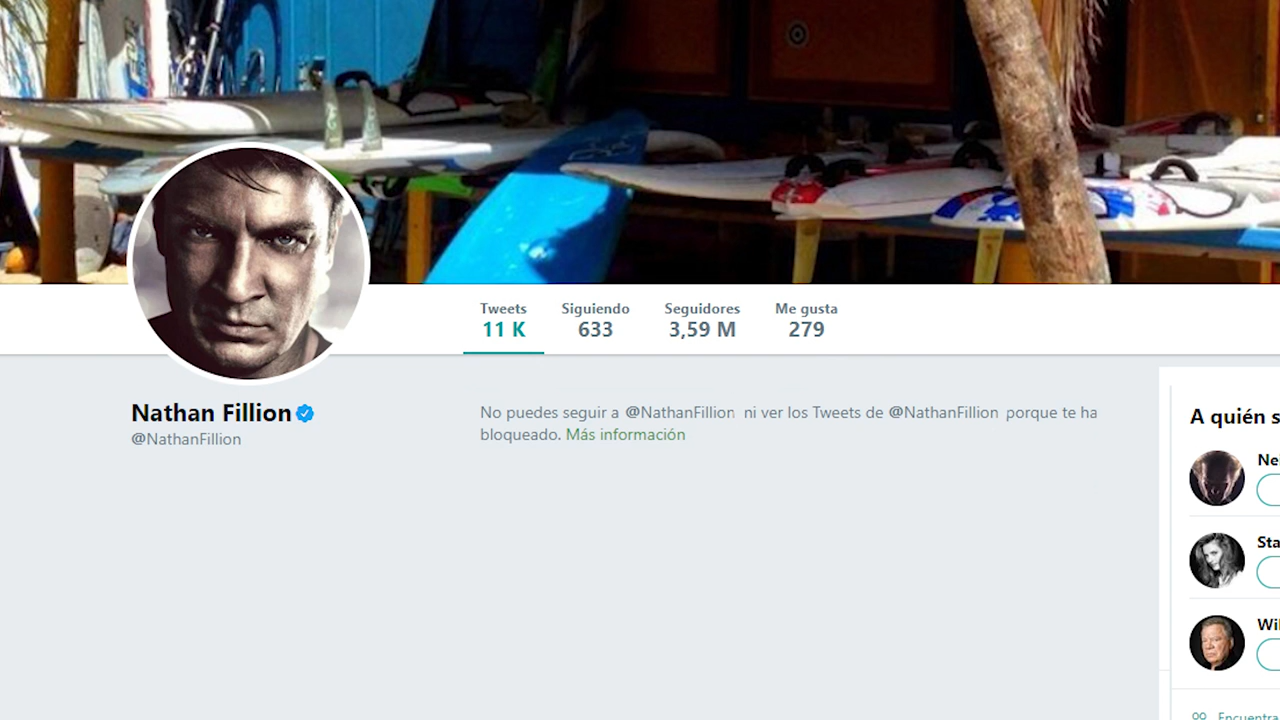 Tweets
11 K
Siguiendo
633
Seguidores
3,59 M
Me gusta
279
Nathan Fillion
@NathanFillion
No puedes seguir a @NathanFillion ni ver los Tweets de @NathanFillion porque te ha
bloqueado. Más información
A quién s
Ne
Sta
Wil
Encuentra